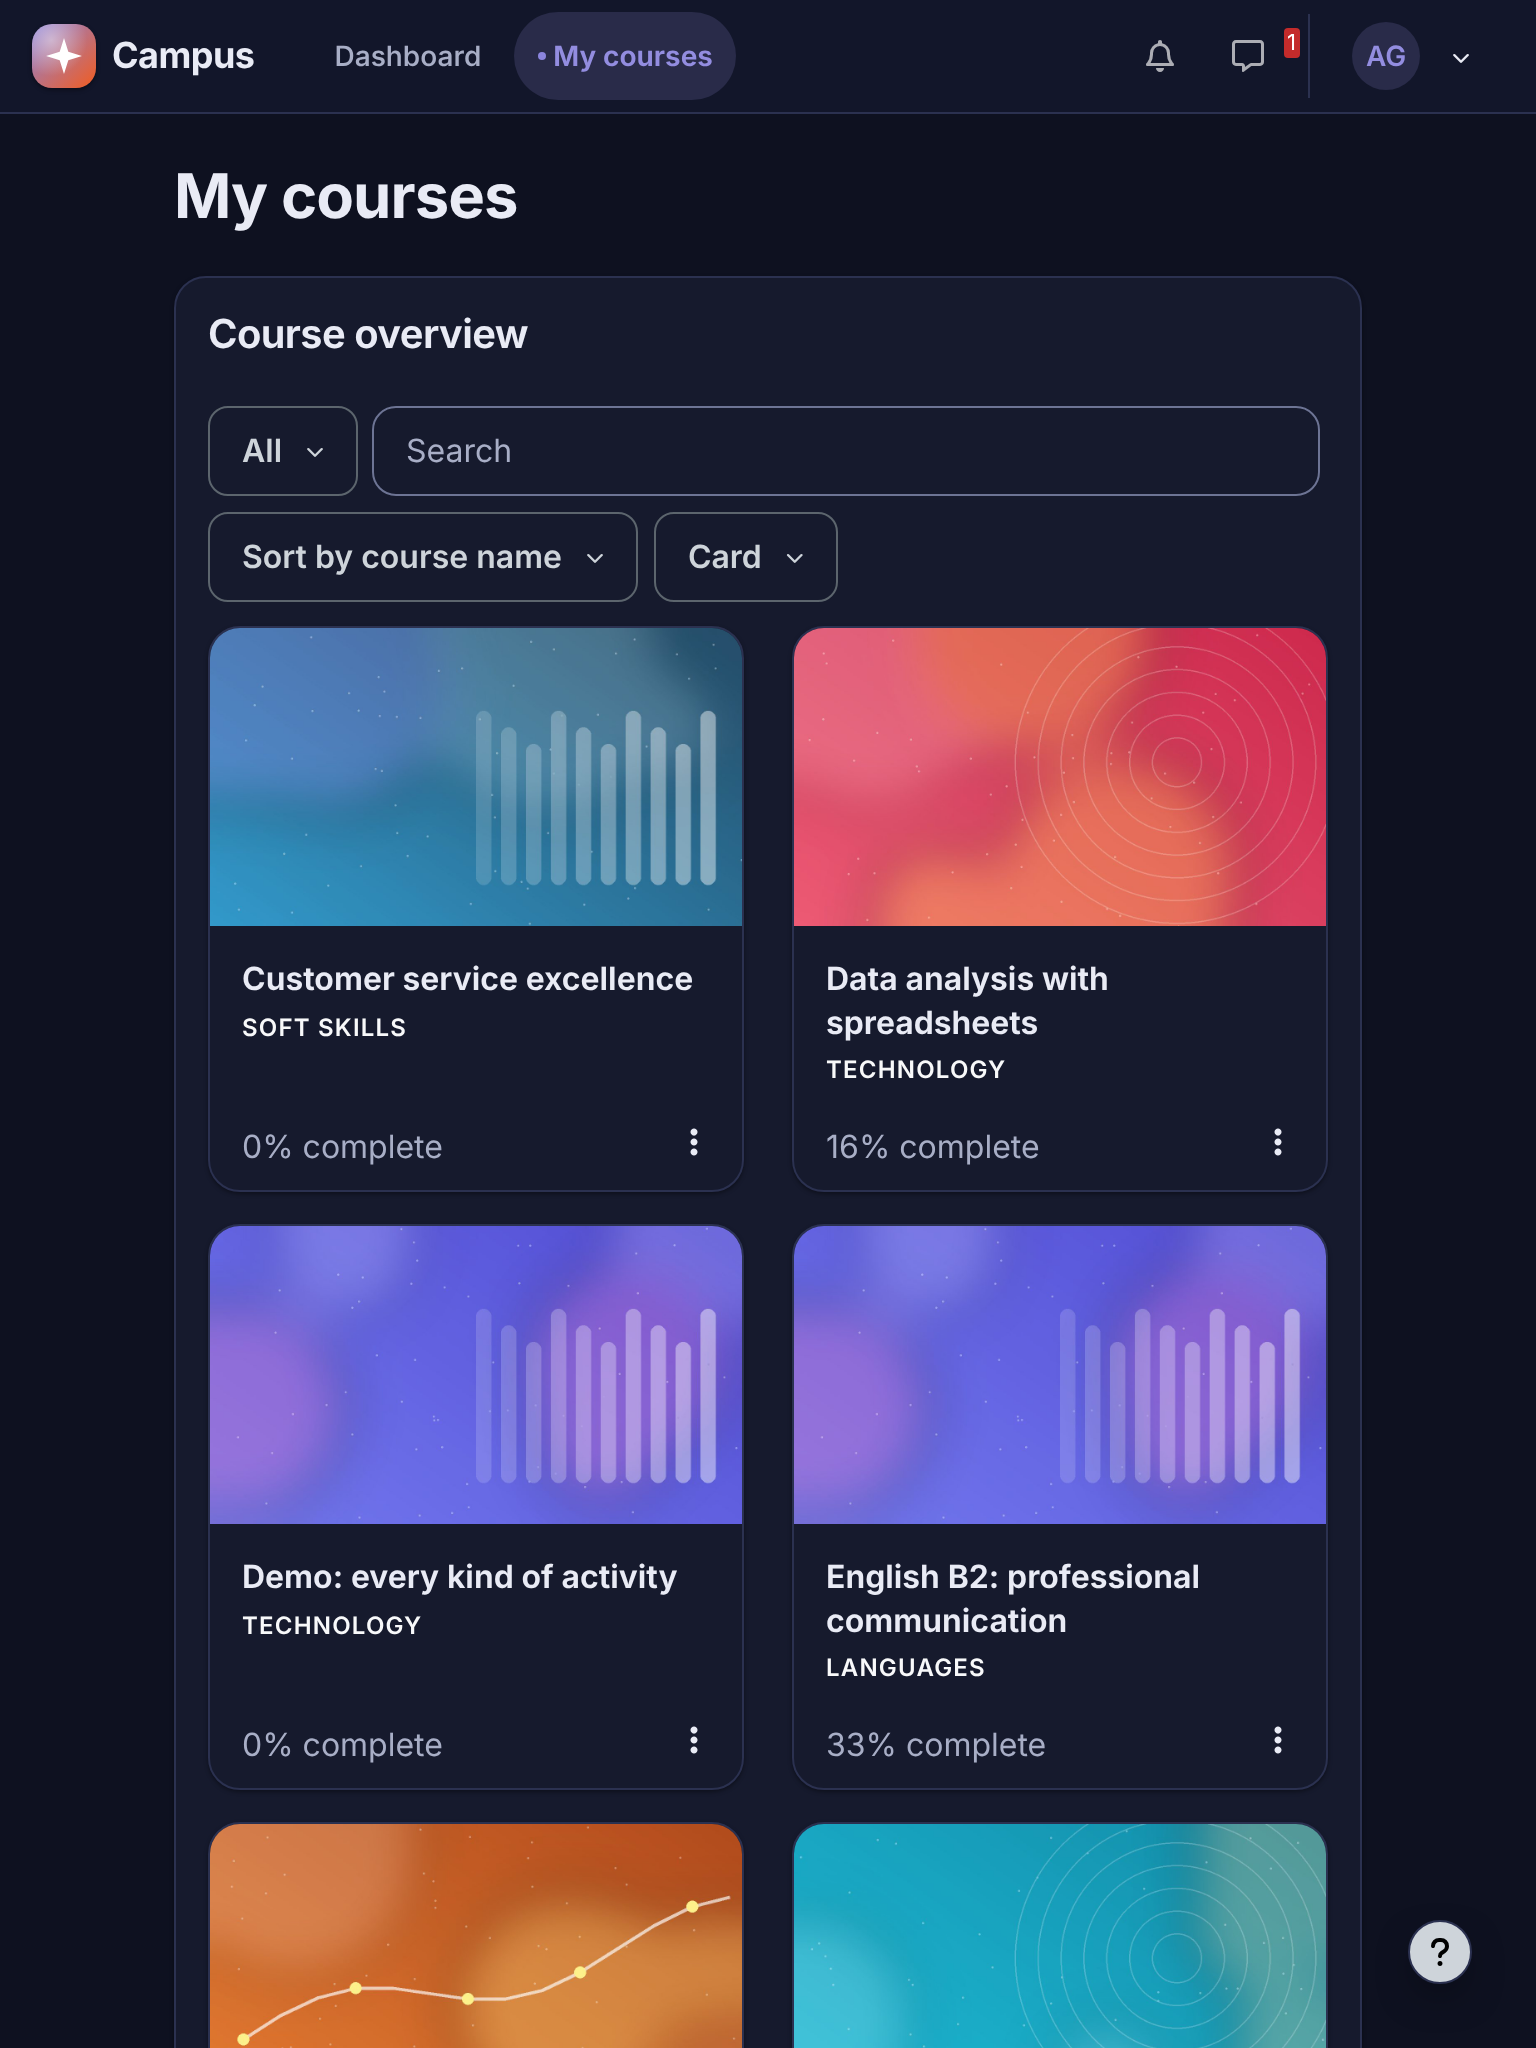 Campus
Dashboard
My courses
1
AG
My courses
Course overview
All
Search
Sort by course name
Card
Customer service excellence
SOFT SKILLS
0% complete
Data analysis with
spreadsheets
TECHNOLOGY
16% complete
Demo: every kind of activity
TECHNOLOGY
0% complete
English B2: professional
communication
LANGUAGES
33% complete
?